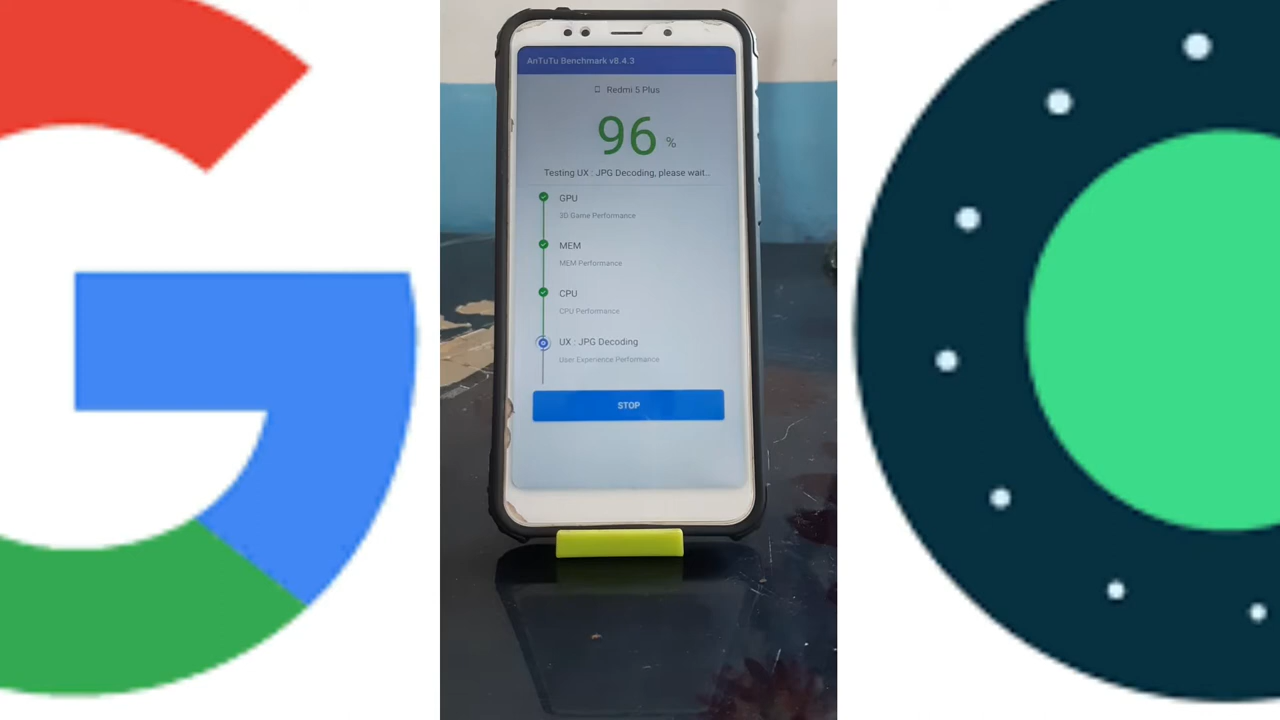 AnTuTu Benchmark v8.4.3
Redmi 5 Plus
96 %
Testing UX : JPG Decoding, please wait..
GPU
3D Game Performance
MEM
MEM Performance
CPU
CPU Performance
UX : JPG Decoding
User Experience Performance
STOP